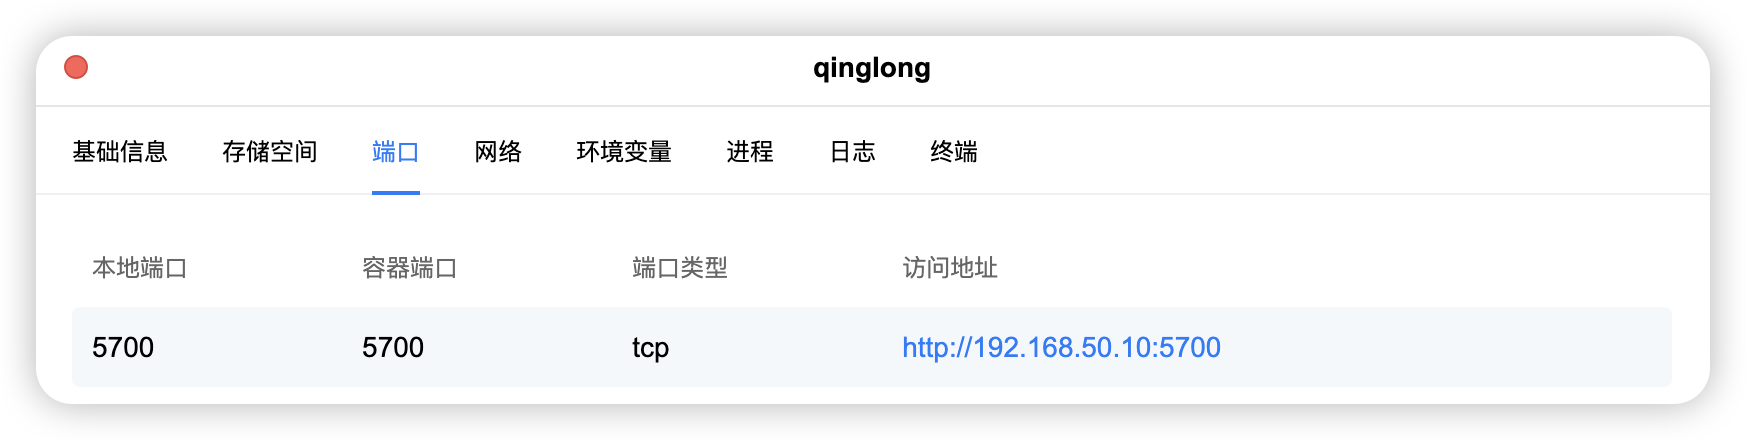 qinglong
基础信息 存储空间 端口 网络 环境变量 进程 日志 终端
本地端口 容器端口 端口类型 访问地址
5700 5700 tcp http://192.168.50.10:5700